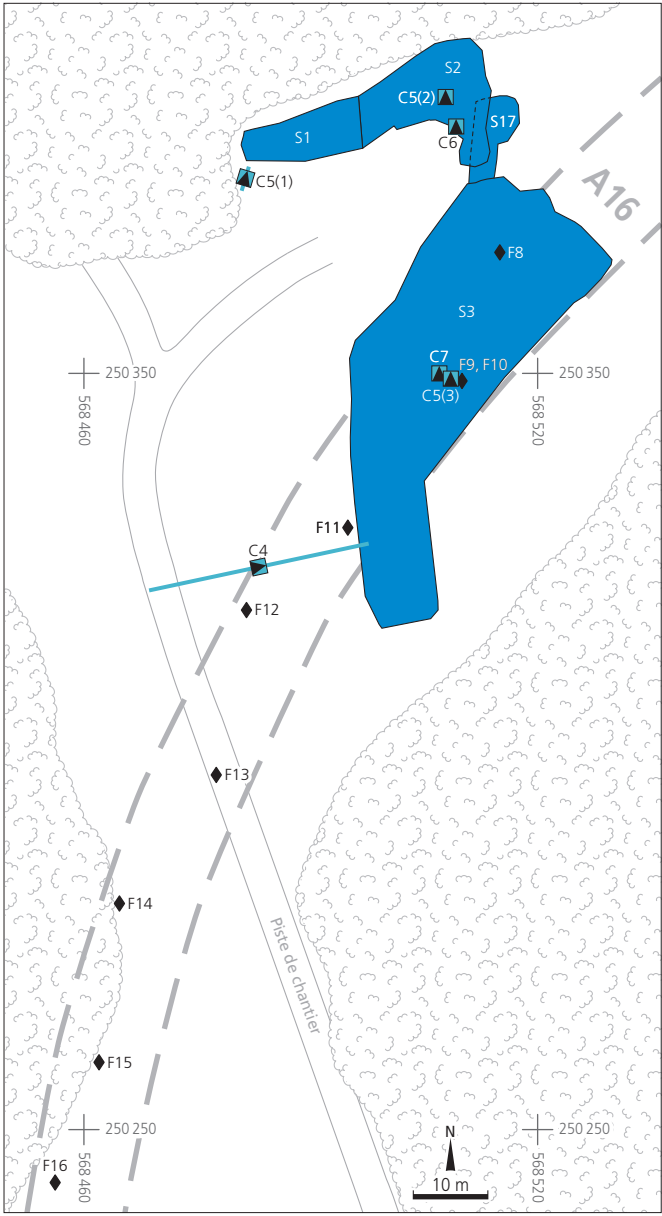 S2
C5(2)
S17
S1
C6
C5(1)
A16
F8
S3
C7
F9, F10
C5(3)
250 350
568 460
250 350
568 520
F11
C4
F12
F13
F14
Piste de chantier
F15
250 250
568 460
250 250
568 520
N
10 m
F16